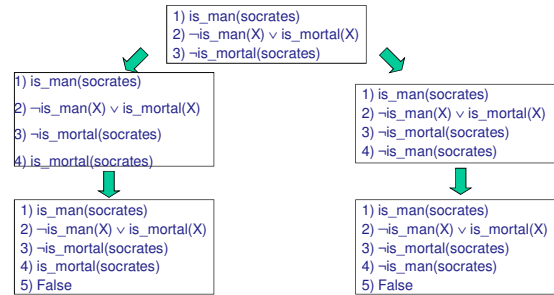 1) is_man(socrates)
2) ¬is_man(X) ∨ is_mortal(X)
3) ¬is_mortal(socrates)
1) is_man(socrates)
2) ¬is_man(X) ∨ is_mortal(X)
3) ¬is_mortal(socrates)
4) is_mortal(socrates)
1) is_man(socrates)
2) ¬is_man(X) ∨ is_mortal(X)
3) ¬is_mortal(socrates)
4) ¬is_man(socrates)
1) is_man(socrates)
2) ¬is_man(X) ∨ is_mortal(X)
3) ¬is_mortal(socrates)
4) is_mortal(socrates)
5) False
1) is_man(socrates)
2) ¬is_man(X) ∨ is_mortal(X)
3) ¬is_mortal(socrates)
4) ¬is_man(socrates)
5) False